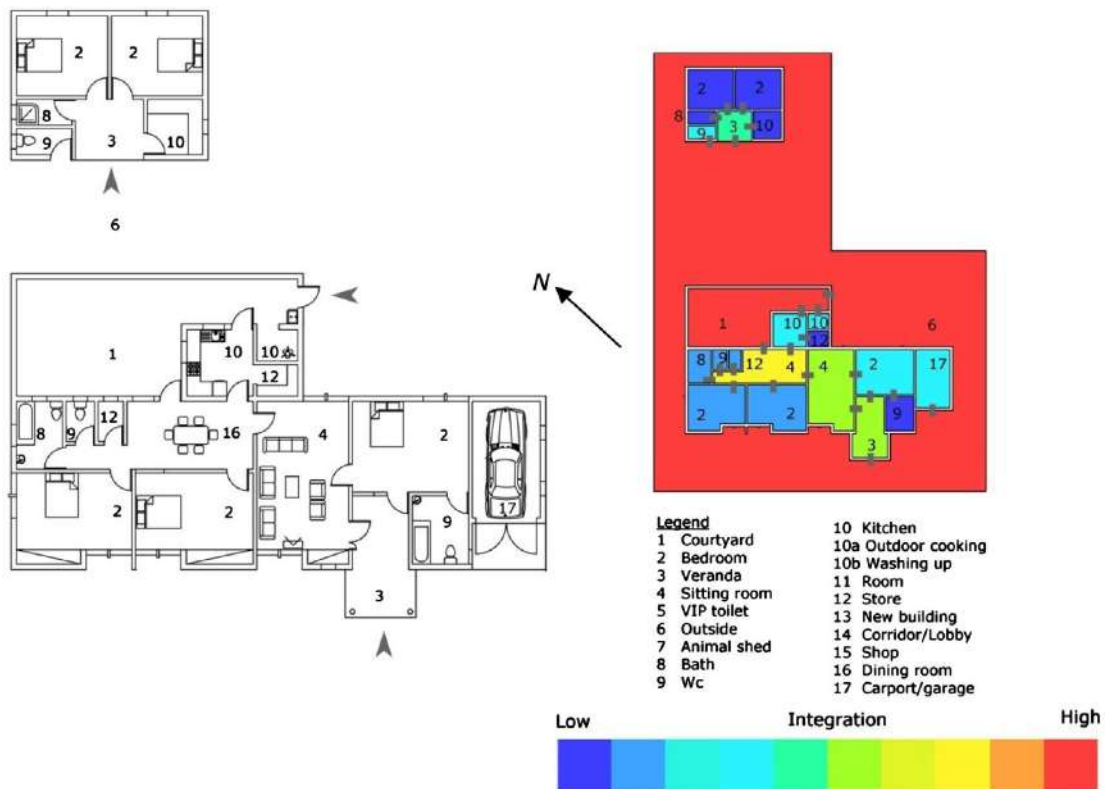 2 2
8
9 3 10
6
N
1
10 10
12
8 9 12 16 4 2
17
2 2 9
3
2 2
8
9 3 10
1 10 10 6
12
8 9 12 4 4 2 17
2 2 9
3
Legend
1 Courtyard
2 Bedroom
3 Veranda
4 Sitting room
5 VIP toilet
6 Outside
7 Animal shed
8 Bath
9 Wc
10 Kitchen
10a Outdoor cooking
10b Washing up
11 Room
12 Store
13 New building
14 Corridor/Lobby
15 Shop
16 Dining room
17 Carport/garage
Low Integration High